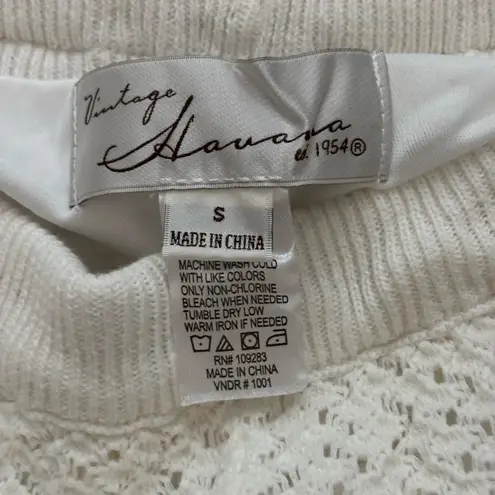 Vintage
Havana
est. 1954®
S
MADE IN CHINA
MACHINE WASH COLD
WITH LIKE COLORS
ONLY NON-CHLORINE
BLEACH WHEN NEEDED
TUMBLE DRY LOW
WARM IRON IF NEEDED
RN# 109283
MADE IN CHINA
VNDR # 1001